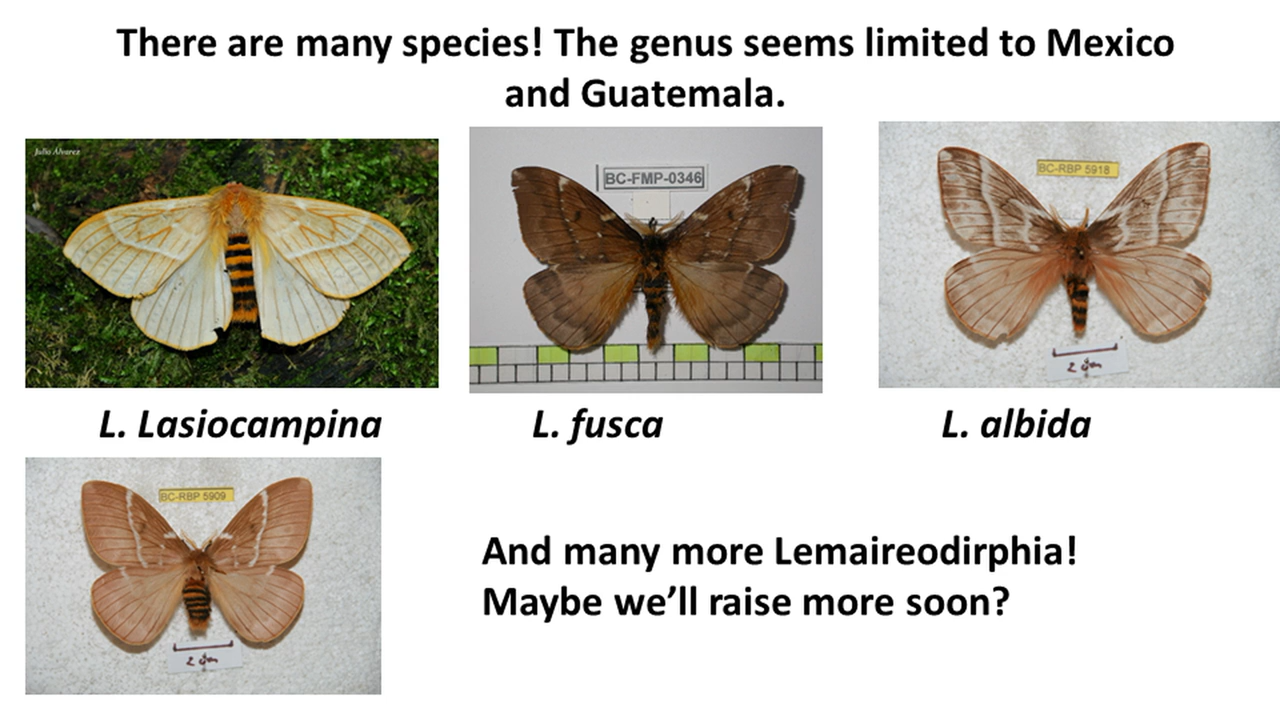 There are many species! The genus seems limited to Mexico
and Guatemala.
Julio Alvarez
BC-FMP-0346
BC-RBP 5918
L. Lasiocampina
L. fusca
L. albida
BC-RBP 5909
And many more Lemaireodirphia!
Maybe we’ll raise more soon?